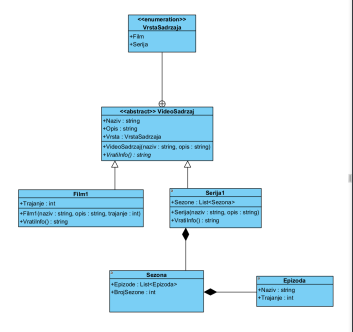 <<enumeration>>
VrstaSadrzaja
+Film
+Serija
<<abstract>> VideoSadrzaj
+Naziv : string
+Opis : string
+Vrsta : VrstaSadrzaja
+VideoSadrzaj(naziv : string, opis : string)
+VratiInfo() : string
Film1
+Trajanje : int
+Film1(naziv : string, opis : string, trajanje : int)
+VratiInfo() : string
Serija1
+Sezone : List<Sezona>
+Serija(naziv : string, opis : string)
+VratiInfo() : string
Sezona
+Epizode : List<Epizoda>
+BrojSezone : int
Epizoda
+Naziv : string
+Trajanje : int